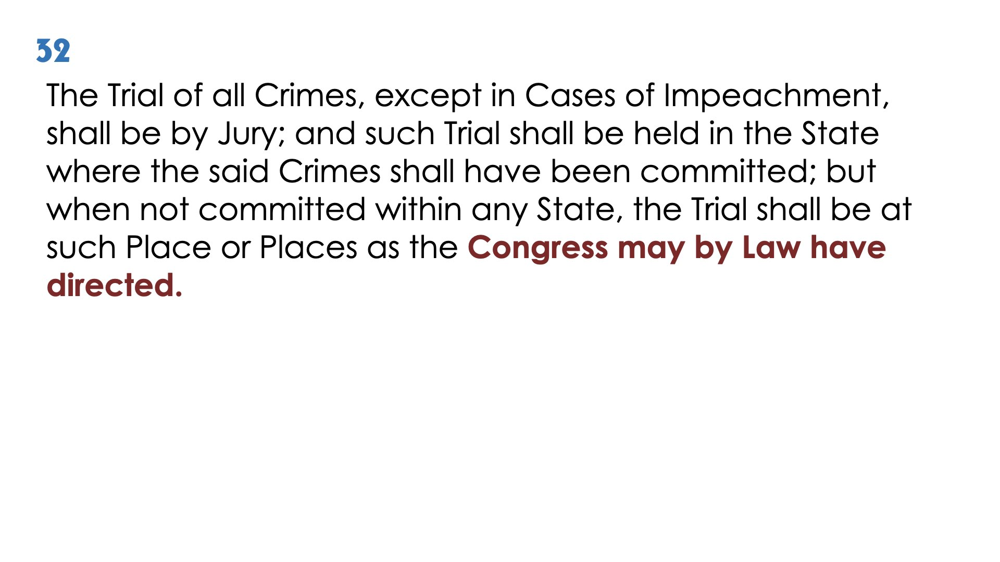 32
The Trial of all Crimes, except in Cases of Impeachment,
shall be by Jury; and such Trial shall be held in the State
where the said Crimes shall have been committed; but
when not committed within any State, the Trial shall be at
such Place or Places as the Congress may by Law have
directed.